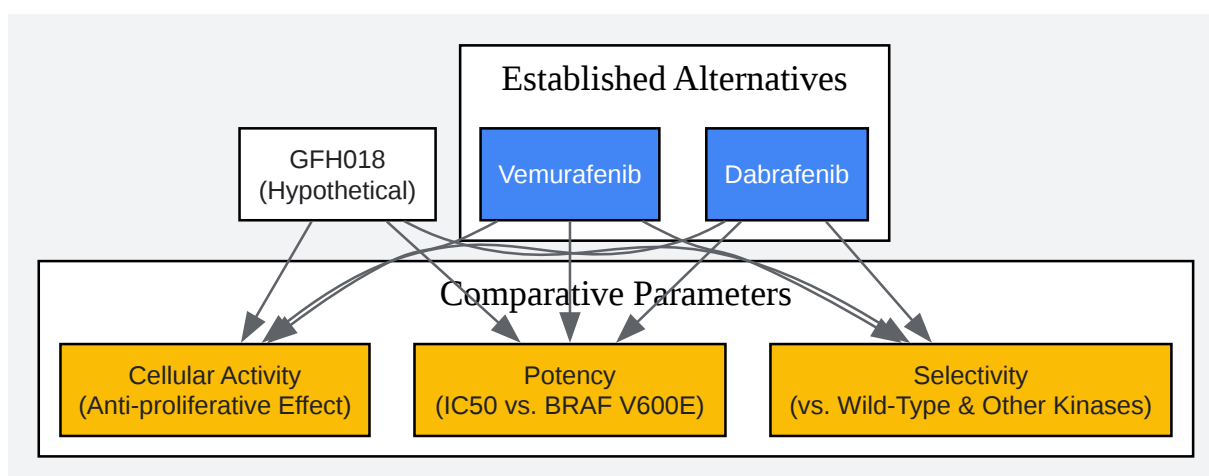 Established Alternatives
GFH018
(Hypothetical)
Vemurafenib
Dabrafenib
Comparative Parameters
Cellular Activity
(Anti-proliferative Effect)
Potency
(IC50 vs. BRAF V600E)
Selectivity
(vs. Wild-Type & Other Kinases)